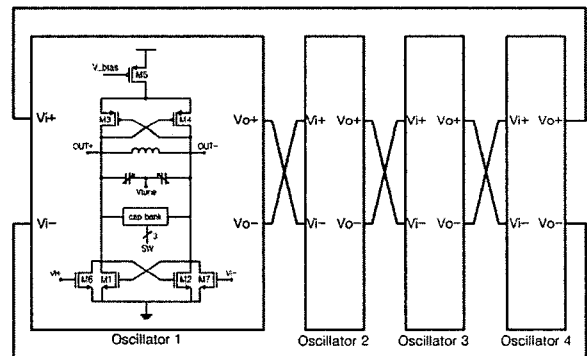 V_bias
M5
M3
M4
OUT+
OUT−
Vtune
cap bank
3
SW
M6
M1
M2
M7
Vi−
Vi+
Vi−
Vo+
Vo−
Oscillator 1
Vi+
Vi−
Vo+
Vo−
Oscillator 2
Vi+
Vi−
Vo+
Vo−
Oscillator 3
Vi+
Vi−
Vo+
Vo−
Oscillator 4